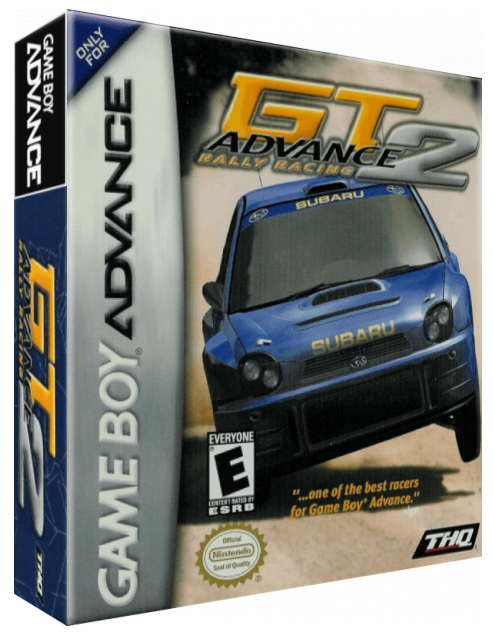 GAME BOY
ADVANCE
GT
ADVANCE
RALLY RACING
2
THQ
ONLY
FOR
GAME BOY® ADVANCE
GT
ADVANCE 2
RALLY RACING
SUBARU
SUBARU
EVERYONE
E
CONTENT RATED BY
ESRB
Official
Nintendo
Seal of Quality
"...one of the best racers
for Game Boy® Advance."
THQ